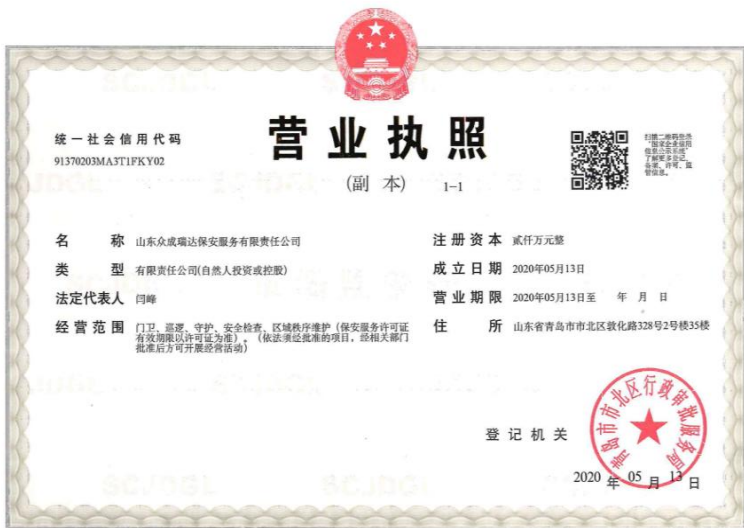 营业执照
(副 本) 1-1
统一社会信用代码
91370203MA3T1FKY02
扫描二维码登录
“国家企业信用
信息公示系统”
了解更多登记、
备案、许可、监
管信息。
名 称 山东众成瑞达保安服务有限责任公司
类 型 有限责任公司(自然人投资或控股)
法定代表人 闫峰
经营范围 门卫、巡逻、守护、安全检查、区域秩序维护（保安服务许可证
有效期限以许可证为准）。（依法须经批准的项目，经相关部门
批准后方可开展经营活动）
注册资本 贰仟万元整
成立日期 2020年05月13日
营业期限 2020年05月13日至 年 月 日
住 所 山东省青岛市市北区敦化路328号2号楼35楼
登记机关
青岛市市北区行政审批服务局
2020 年 05 月 13 日